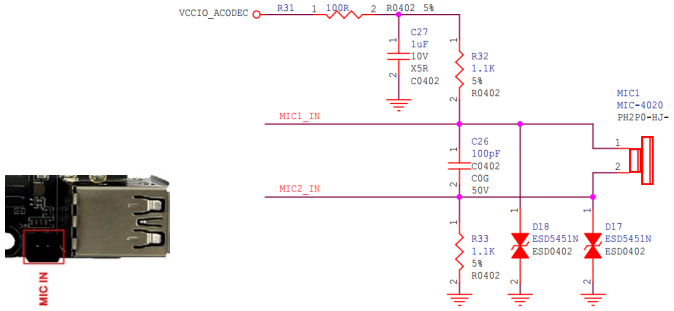 VCCIO_ACODEC
R31 1 100R 2 R0402 5%
1
C27
1uF
10V
X5R
C0402
2
1
R32
1.1K
5%
R0402
2
MIC1_IN
1
C26
100pF
C0402
C0G
50V
2
MIC1
MIC-4020
PH2P0-HJ-
1
2
MIC2_IN
1
R33
1.1K
5%
R0402
2
1
D18
ESD5451N
ESD0402
2
1
D17
ESD5451N
ESD0402
2
MIC IN